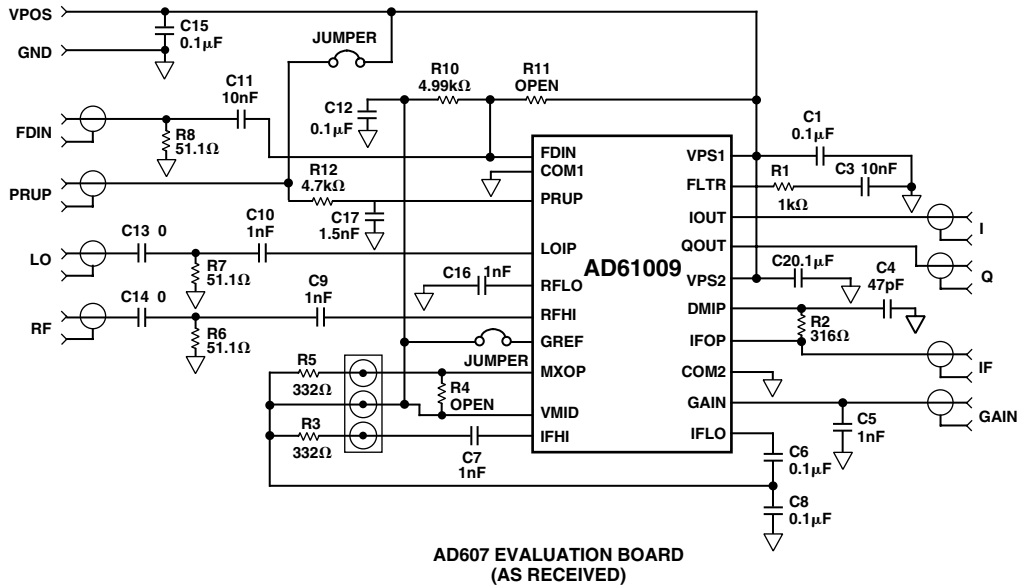 VPOS
GND
C15
0.1μF
JUMPER
C11
10nF
R10
4.99kΩ
R11
OPEN
C12
0.1μF
FDIN
R8
51.1Ω
PRUP
R12
4.7kΩ
C17
1.5nF
C13 0
C10
1nF
LO
R7
51.1Ω
C16
1nF
C14 0
C9
1nF
RF
R6
51.1Ω
JUMPER
R5
332Ω
R4
OPEN
R3
332Ω
C7
1nF
FDIN
COM1
PRUP
LOIP
RFLO
RFHI
GREF
MXOP
VMID
IFHI
AD61009
VPS1
FLTR
IOUT
QOUT
VPS2
DMIP
IFOP
COM2
GAIN
IFLO
C1
0.1μF
R1
1kΩ
C3 10nF
I
Q
C20.1μF
C4
47pF
R2
316Ω
IF
GAIN
C5
1nF
C6
0.1μF
C8
0.1μF
AD607 EVALUATION BOARD
(AS RECEIVED)